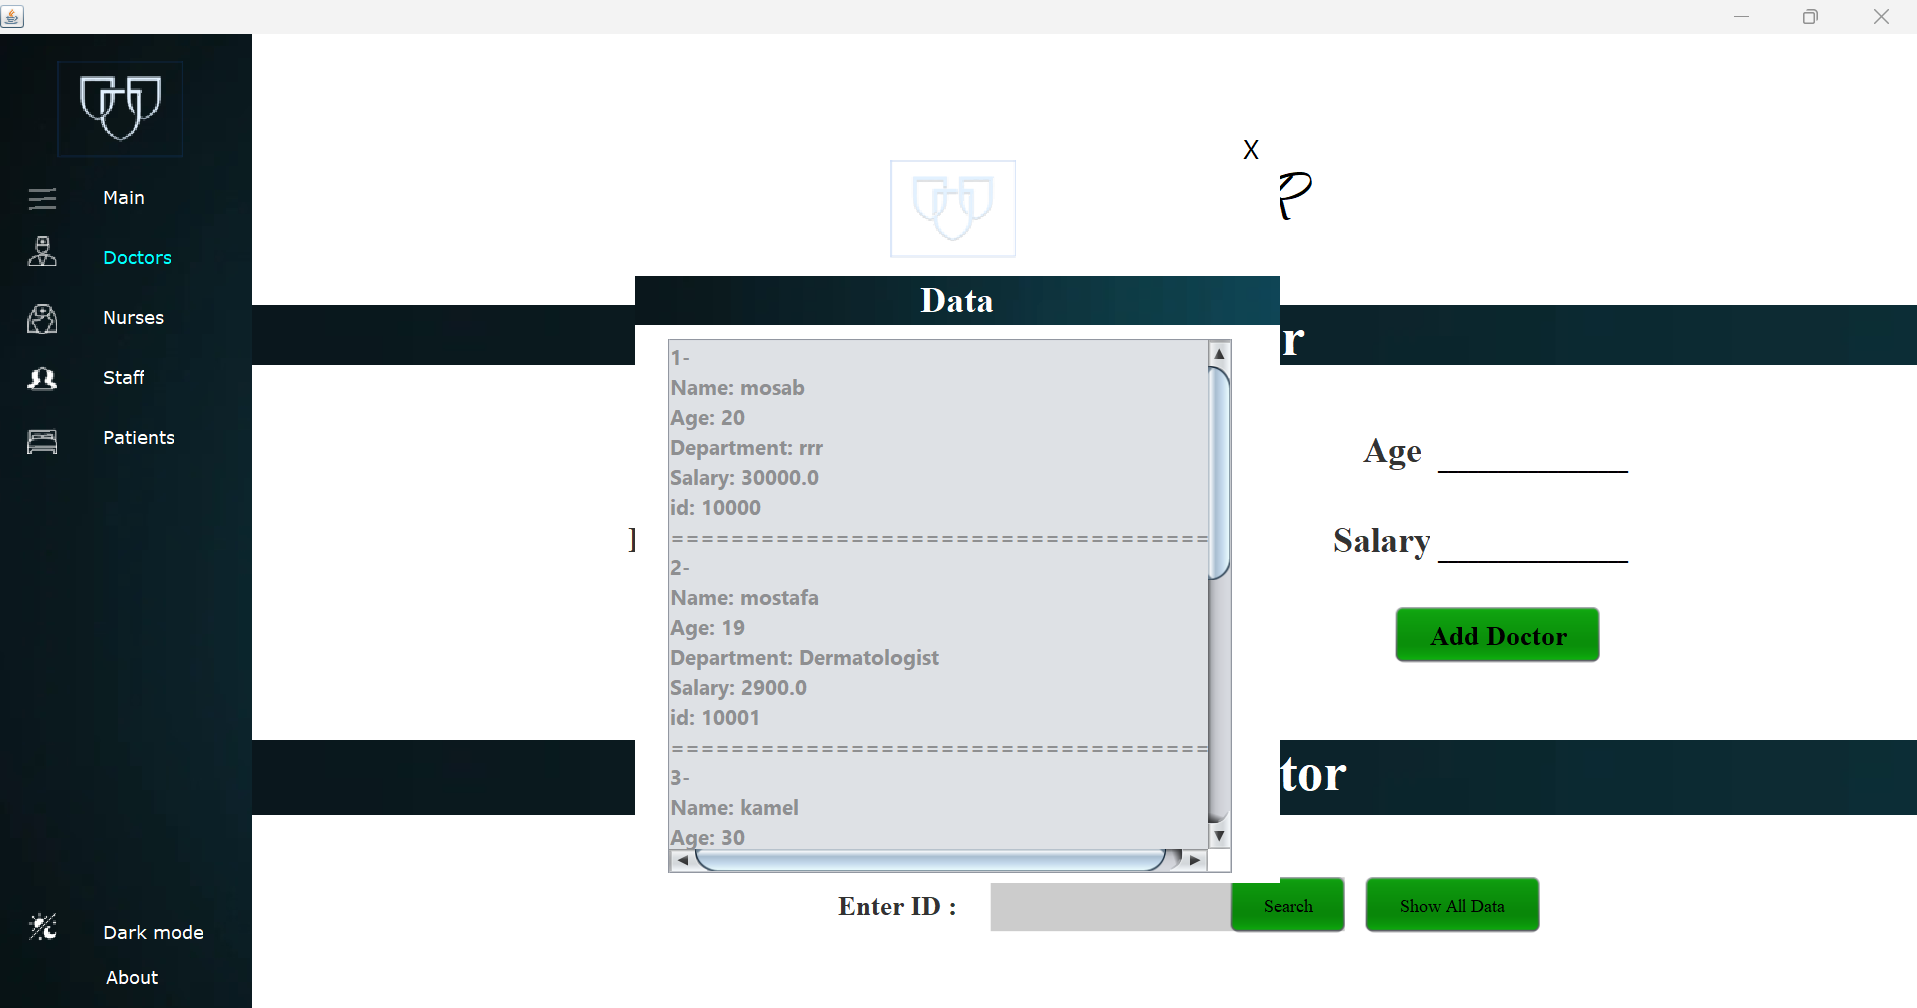 Main
Doctors
Nurses
Staff
Patients
Dark mode
About
X
R
Data
r
1-
Name: mosab
Age: 20
Department: rrr
Salary: 30000.0
id: 10000
====================================
2-
Name: mostafa
Age: 19
Department: Dermatologist
Salary: 2900.0
id: 10001
====================================
3-
Name: kamel
Age: 30
Age
Salary
Add Doctor
tor
Enter ID :
Search
Show All Data